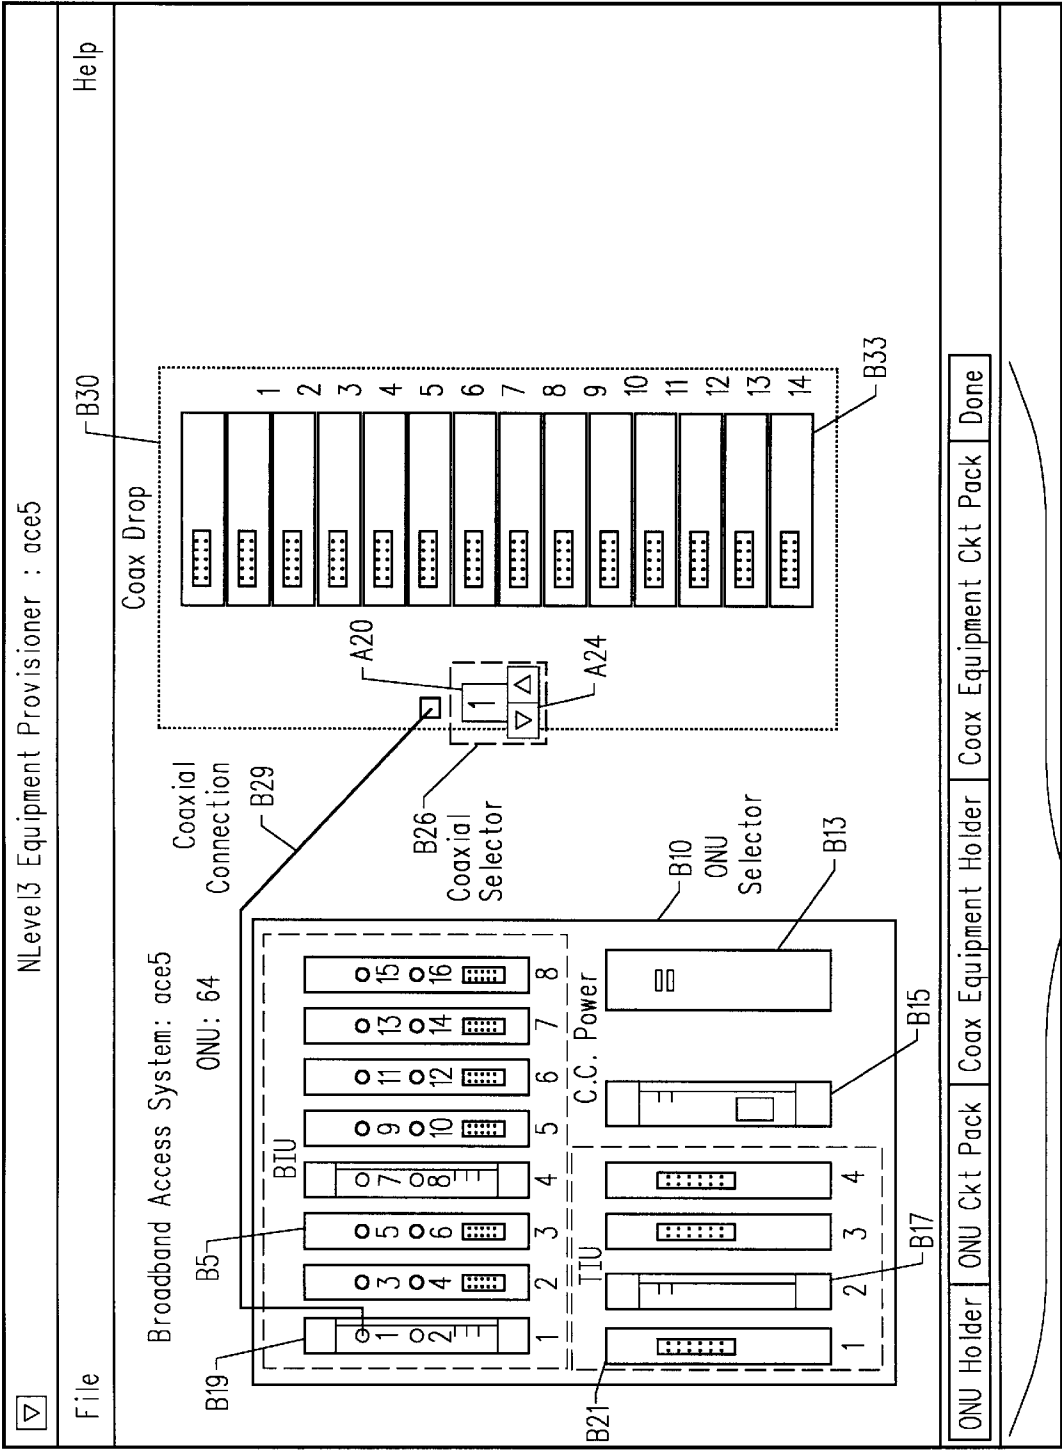 NLevel3 Equipment Provisioner : ace5
File
Help
Broadband Access System: ace5
ONU: 64
Coaxial
Connection
B29
Coax Drop
B30
B19
B5
BIU
1 2
3 4
5 6
7 8
9 10
11 12
13 14
15 16
1 2 3 4 5 6 7 8
A20
1
A24
B26
Coaxial
Selector
1
2
3
4
5
6
7
8
9
10
11
12
13
14
B33
B21
TIU
C.C. Power
1 2 3 4
B17
B15
B13
B10
ONU
Selector
ONU Holder
ONU Ckt Pack
Coax Equipment Holder
Coax Equipment Ckt Pack
Done